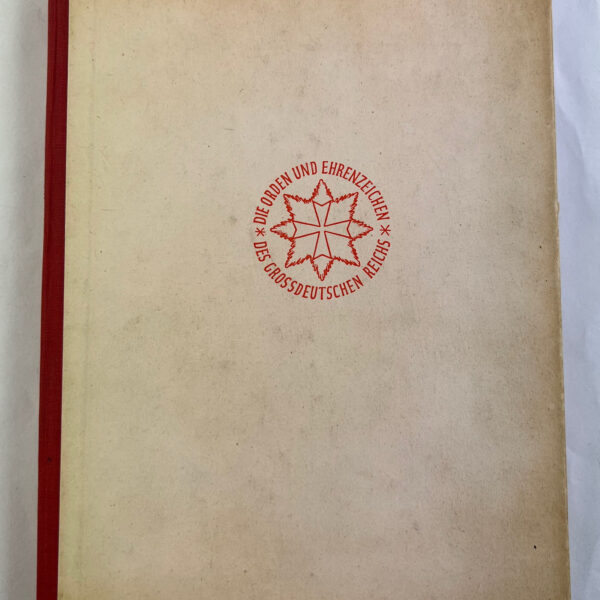 * DIE ORDEN UND EHRENZEICHEN *
DES GROSSDEUTSCHEN REICHS